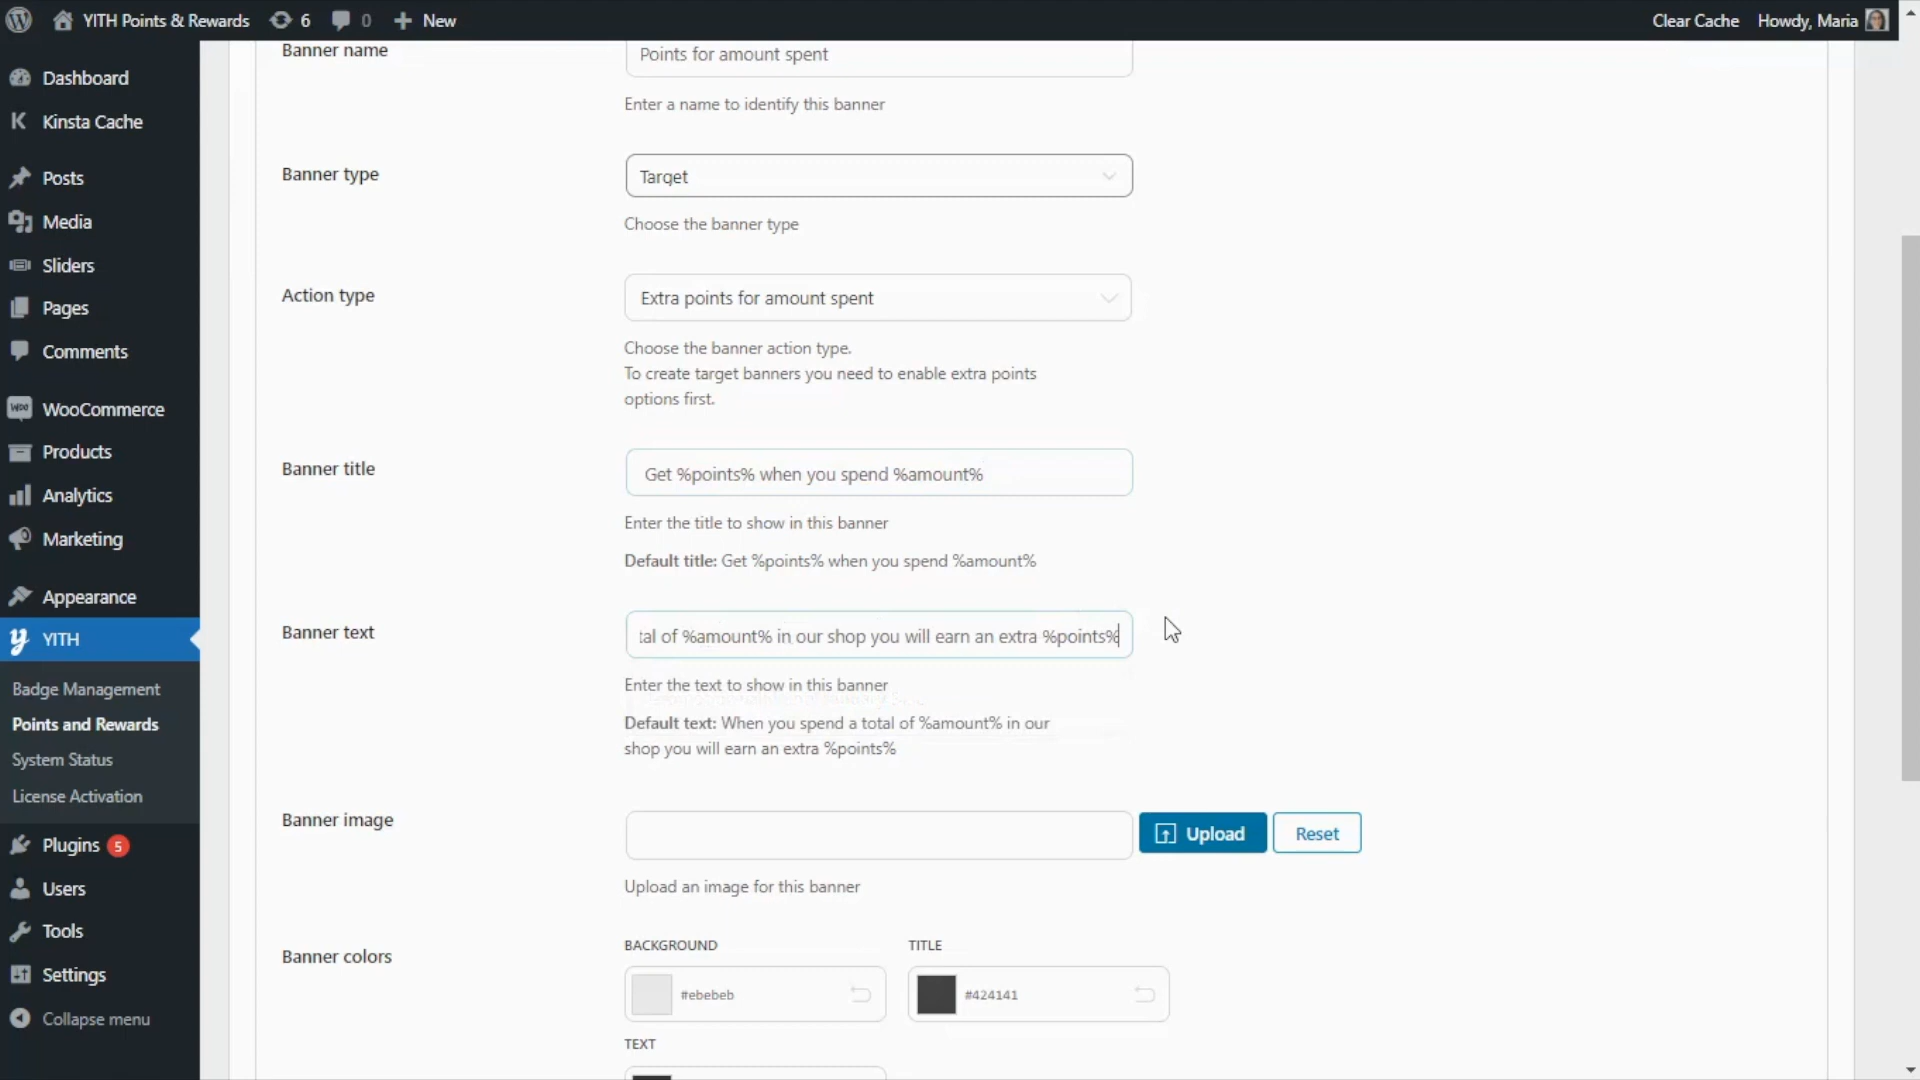 YITH Points & Rewards 6 0 New Clear Cache Howdy, Maria
Dashboard
Kinsta Cache
Posts
Media
Sliders
Pages
Comments
WooCommerce
Products
Analytics
Marketing
Appearance
YITH
Badge Management
Points and Rewards
System Status
License Activation
Plugins 5
Users
Tools
Settings
Collapse menu
Banner name
Points for amount spent
Enter a name to identify this banner
Banner type
Target
Choose the banner type
Action type
Extra points for amount spent
Choose the banner action type.
To create target banners you need to enable extra points
options first.
Banner title
Get %points% when you spend %amount%
Enter the title to show in this banner
Default title: Get %points% when you spend %amount%
Banner text
tal of %amount% in our shop you will earn an extra %points%
Enter the text to show in this banner
Default text: When you spend a total of %amount% in our
shop you will earn an extra %points%
Banner image
Upload Reset
Upload an image for this banner
Banner colors
BACKGROUND TITLE
#ebebeb #424141
TEXT